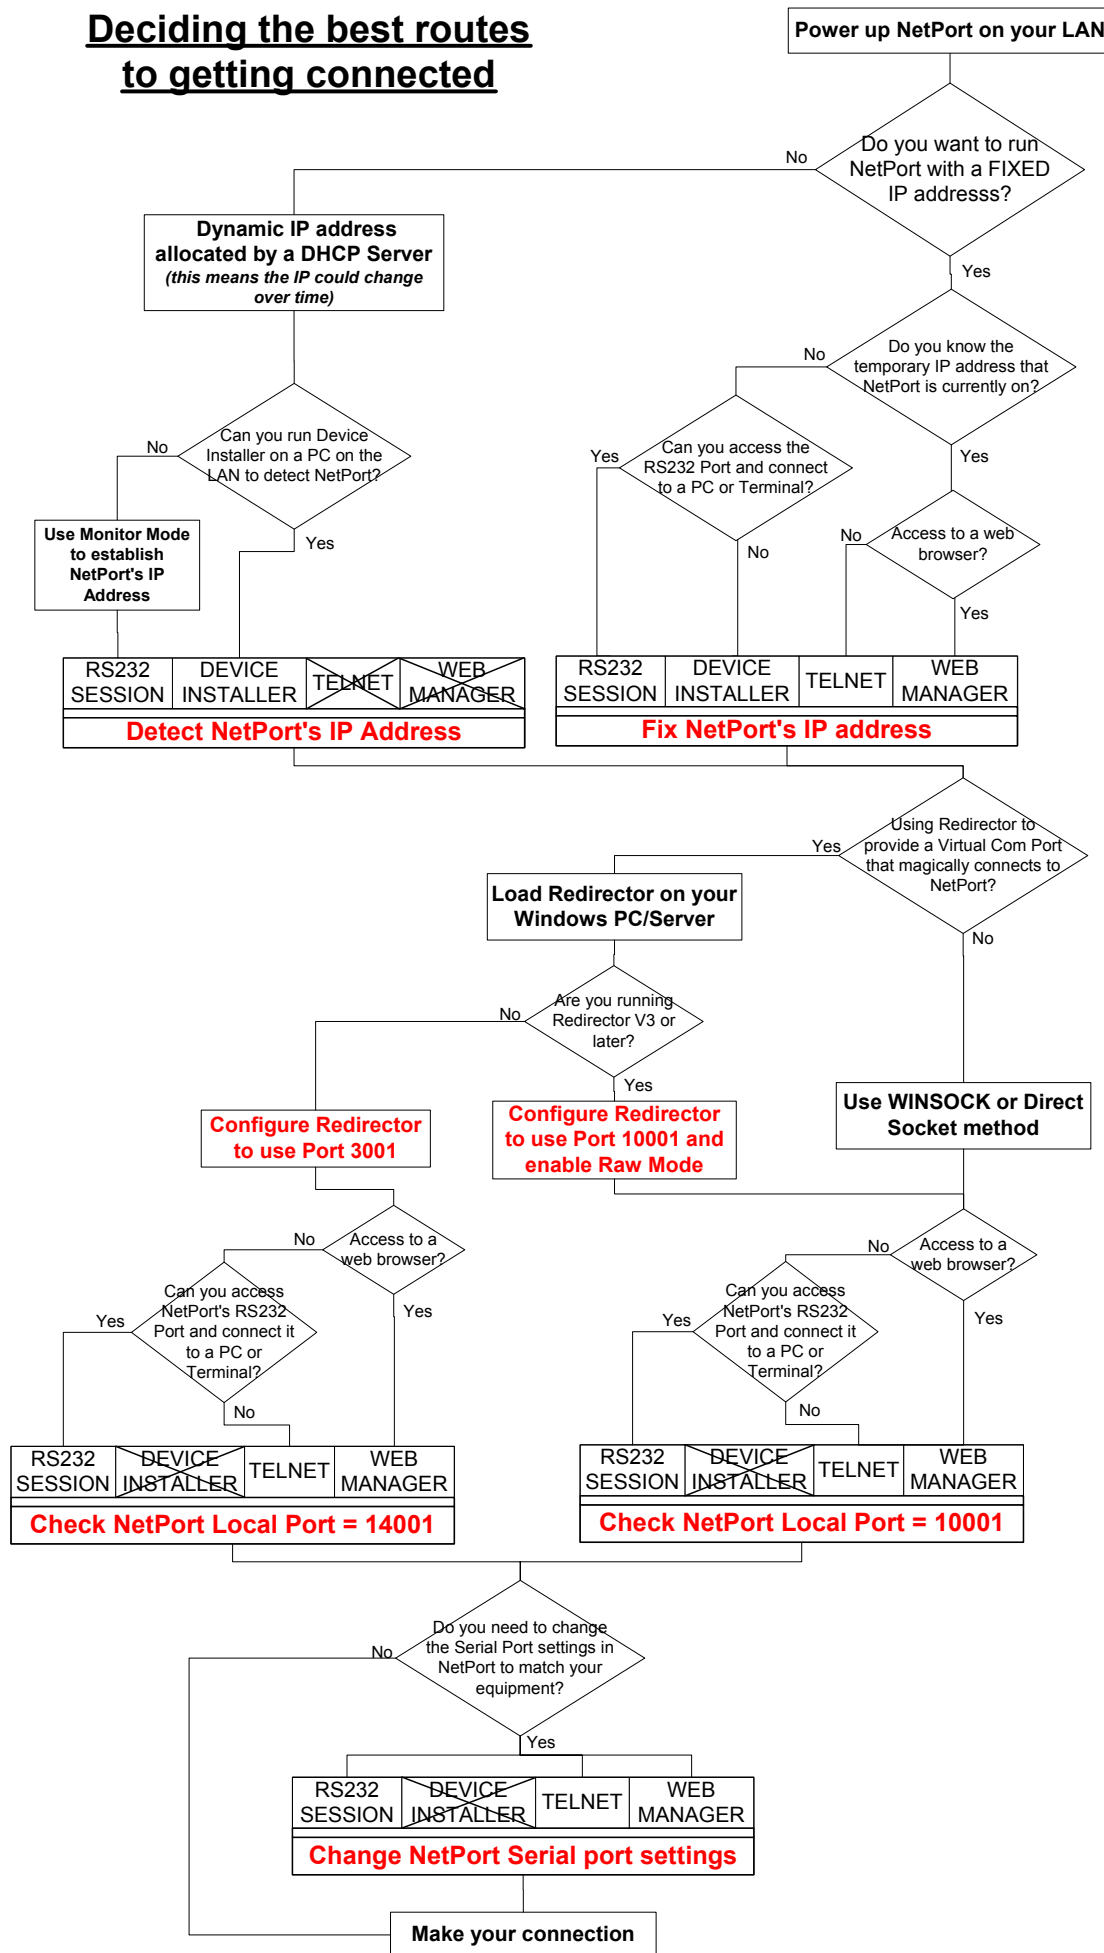 Deciding the best routes
to getting connected
Power up NetPort on your LAN
Do you want to run
NetPort with a FIXED
IP addresss?
No
Yes
Dynamic IP address
allocated by a DHCP Server
(this means the IP could change
over time)
Do you know the
temporary IP address that
NetPort is currently on?
No
Yes
Can you run Device
Installer on a PC on the
LAN to detect NetPort?
No
Yes
Can you access the
RS232 Port and connect
to a PC or Terminal?
Yes
No
Use Monitor Mode
to establish
NetPort's IP
Address
Access to a web
browser?
No
Yes
RS232
SESSION
DEVICE
INSTALLER
TELNET
WEB
MANAGER
Detect NetPort's IP Address
RS232
SESSION
DEVICE
INSTALLER
TELNET
WEB
MANAGER
Fix NetPort's IP address
Using Redirector to
provide a Virtual Com Port
that magically connects to
NetPort?
Yes
No
Load Redirector on your
Windows PC/Server
Are you running
Redirector V3 or
later?
No
Yes
Configure Redirector
to use Port 3001
Configure Redirector
to use Port 10001 and
enable Raw Mode
Use WINSOCK or Direct
Socket method
Access to a
web browser?
No
Yes
Can you access
NetPort's RS232
Port and connect it
to a PC or
Terminal?
Yes
No
Access to a
web browser?
No
Yes
Can you access
NetPort's RS232
Port and connect it
to a PC or
Terminal?
Yes
No
RS232
SESSION
DEVICE
INSTALLER
TELNET
WEB
MANAGER
Check NetPort Local Port = 14001
RS232
SESSION
DEVICE
INSTALLER
TELNET
WEB
MANAGER
Check NetPort Local Port = 10001
Do you need to change
the Serial Port settings in
NetPort to match your
equipment?
No
Yes
RS232
SESSION
DEVICE
INSTALLER
TELNET
WEB
MANAGER
Change NetPort Serial port settings
Make your connection